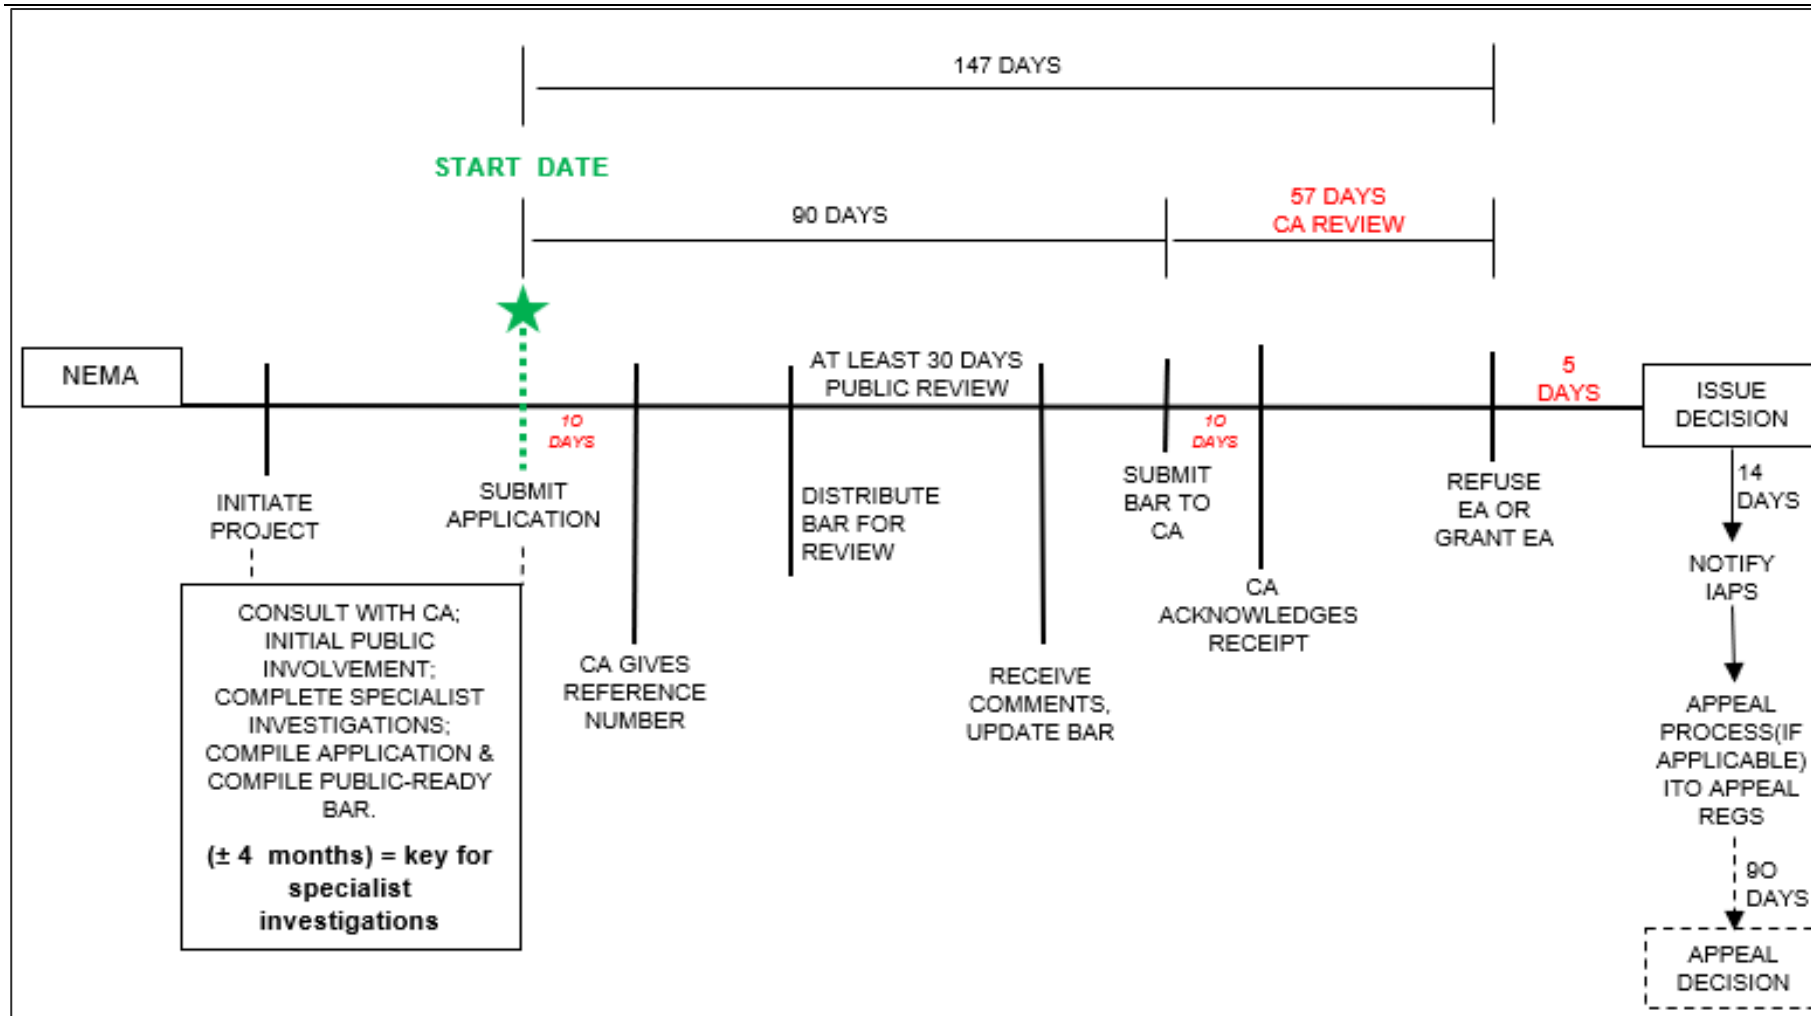 147 DAYS
START DATE
90 DAYS
57 DAYS
CA REVIEW
NEMA
AT LEAST 30 DAYS
PUBLIC REVIEW
5
DAYS
ISSUE
DECISION
10
DAYS
10
DAYS
INITIATE
PROJECT
SUBMIT
APPLICATION
DISTRIBUTE
BAR FOR
REVIEW
SUBMIT
BAR TO
CA
REFUSE
EA OR
GRANT EA
14
DAYS
NOTIFY
IAPS
CONSULT WITH CA;
INITIAL PUBLIC
INVOLVEMENT;
COMPLETE SPECIALIST
INVESTIGATIONS;
COMPILE APPLICATION &
COMPILE PUBLIC-READY
BAR.
(± 4 months) = key for
specialist
investigations
CA GIVES
REFERENCE
NUMBER
RECEIVE
COMMENTS,
UPDATE BAR
CA
ACKNOWLEDGES
RECEIPT
APPEAL
PROCESS(IF
APPLICABLE)
ITO APPEAL
REGS
90
DAYS
APPEAL
DECISION